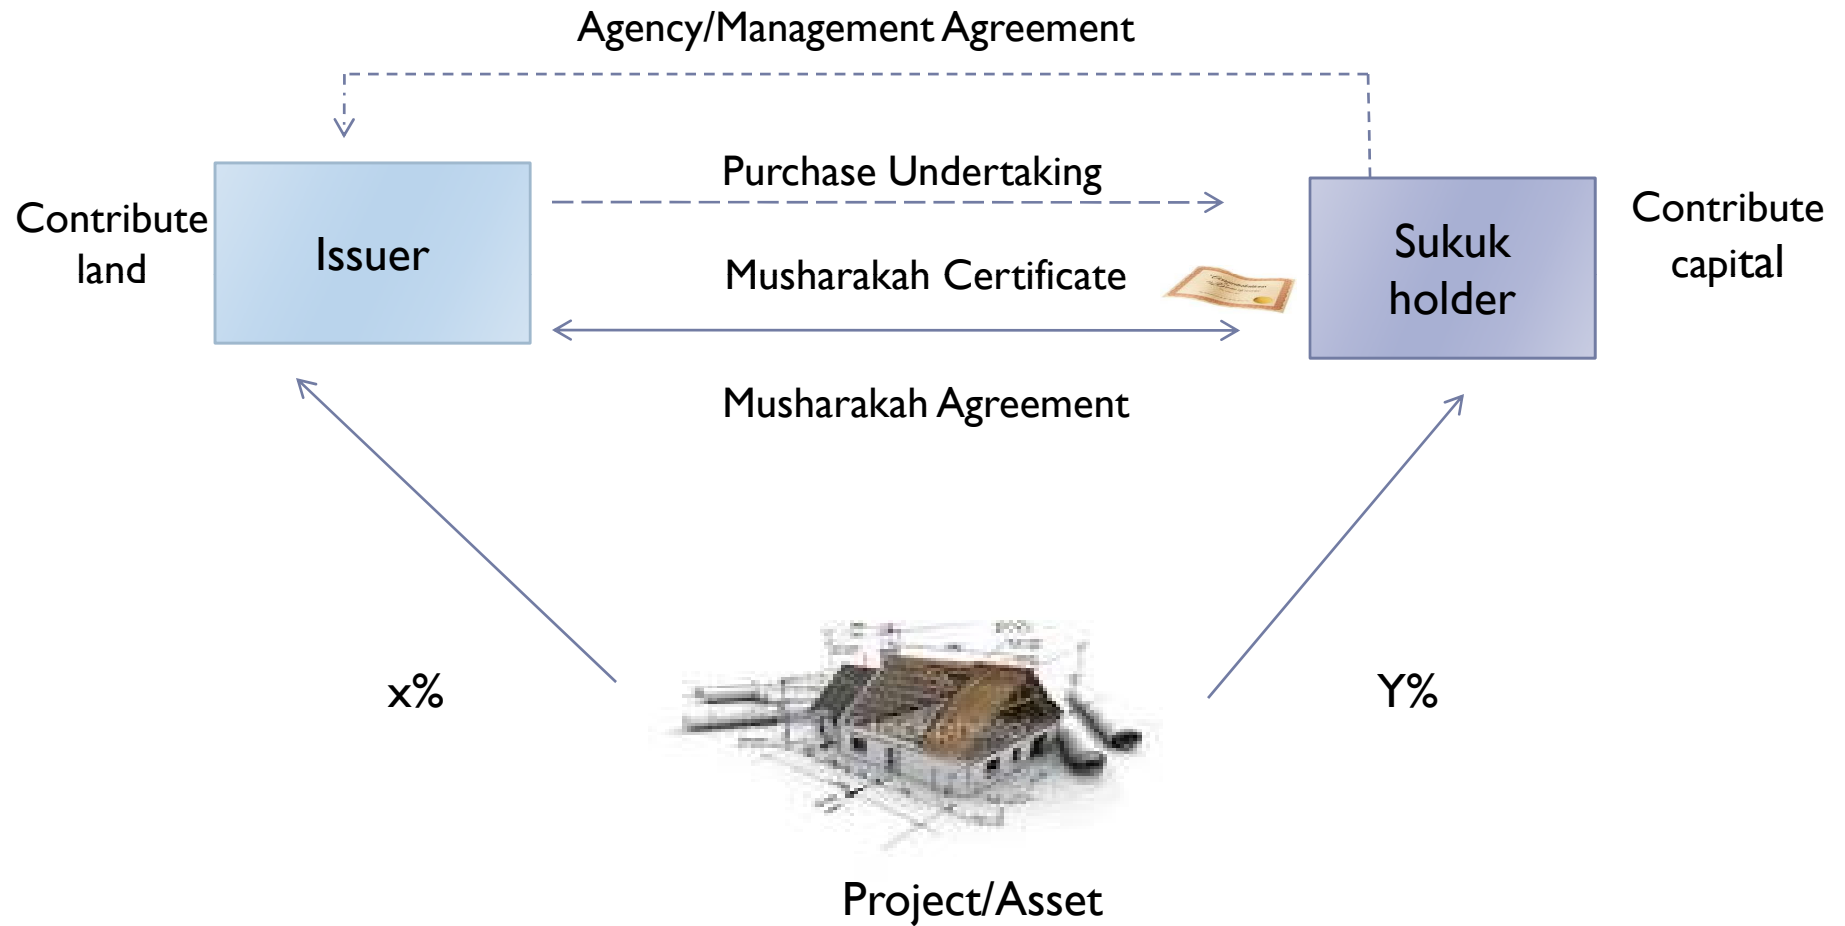 Agency/Management Agreement
Purchase Undertaking
Contribute
land
Issuer
Musharakah Certificate
Sukuk
holder
Contribute
capital
Musharakah Agreement
x%
Y%
Project/Asset